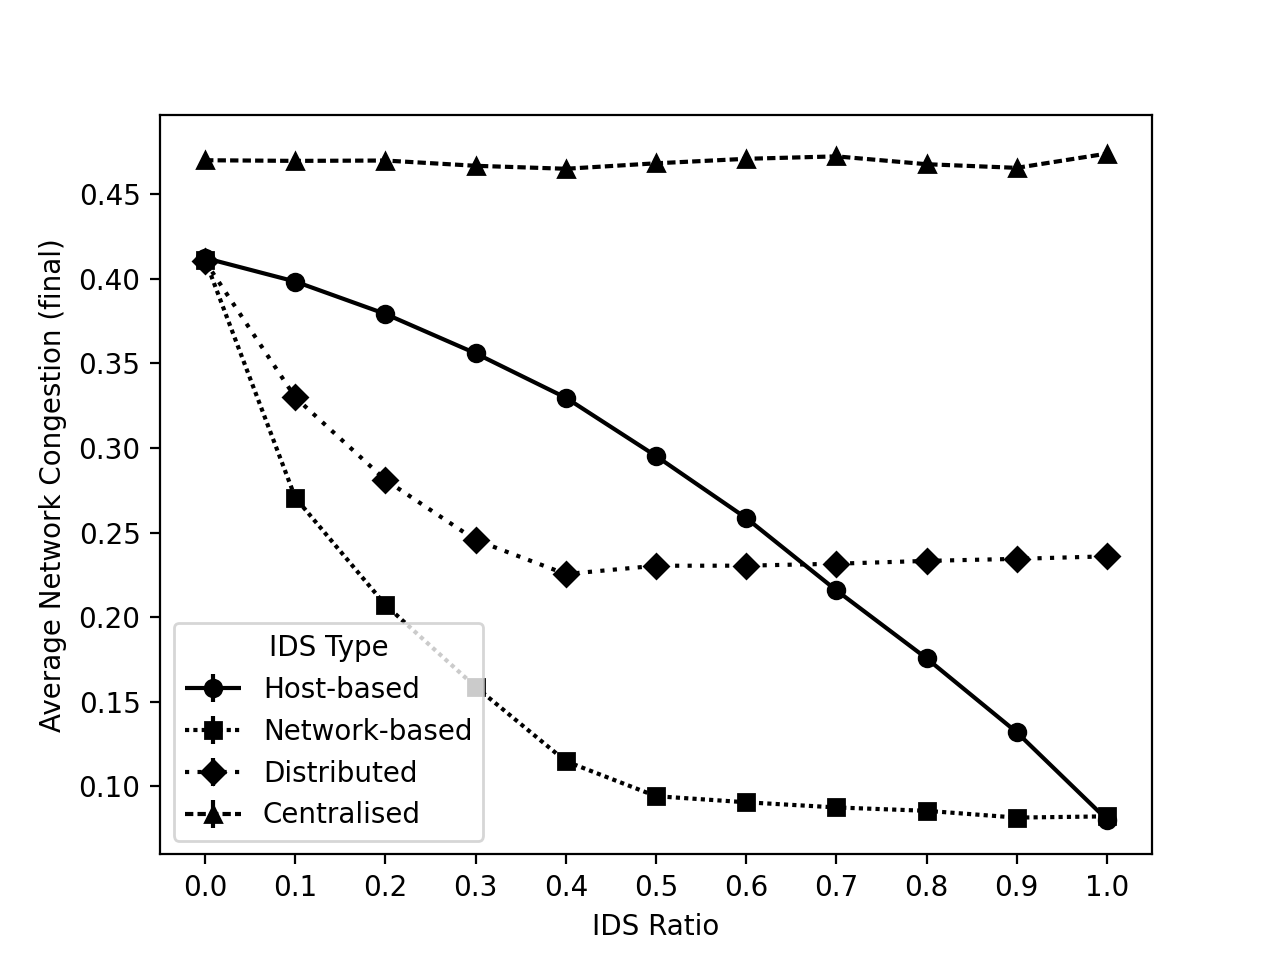 0.45
0.40
0.35
0.30
0.25
0.20
0.15
0.10
Average Network Congestion (final)
IDS Type
Host-based
Network-based
Distributed
Centralised
0.0 0.1 0.2 0.3 0.4 0.5 0.6 0.7 0.8 0.9 1.0
IDS Ratio